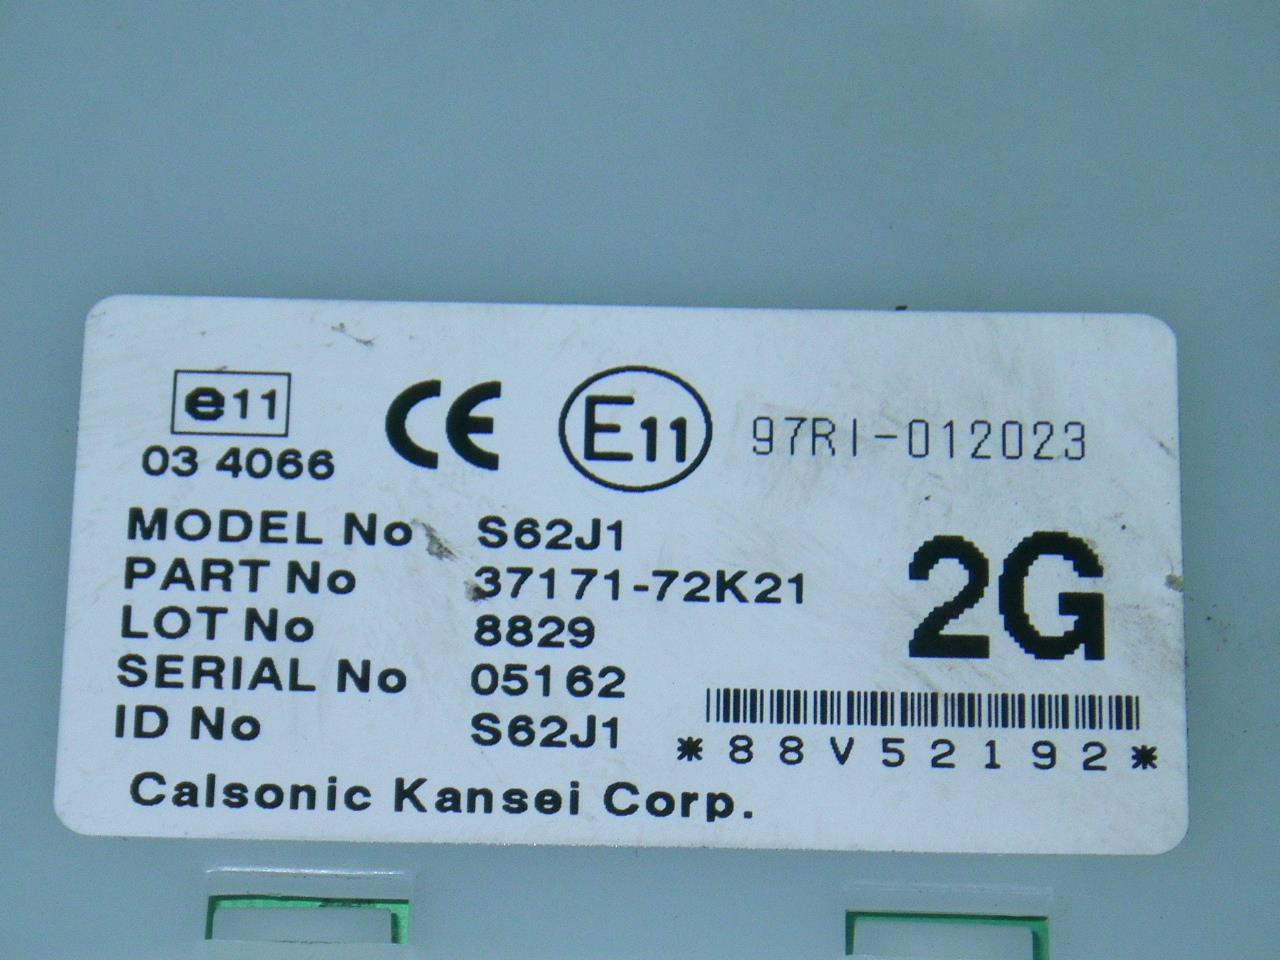 e11
03 4066
CE
E11
97RI-012023
MODEL No S62J1
PART No 37171-72K21
LOT No 8829
SERIAL No 05162
ID No S62J1
2G
*88V52192*
Calsonic Kansei Corp.